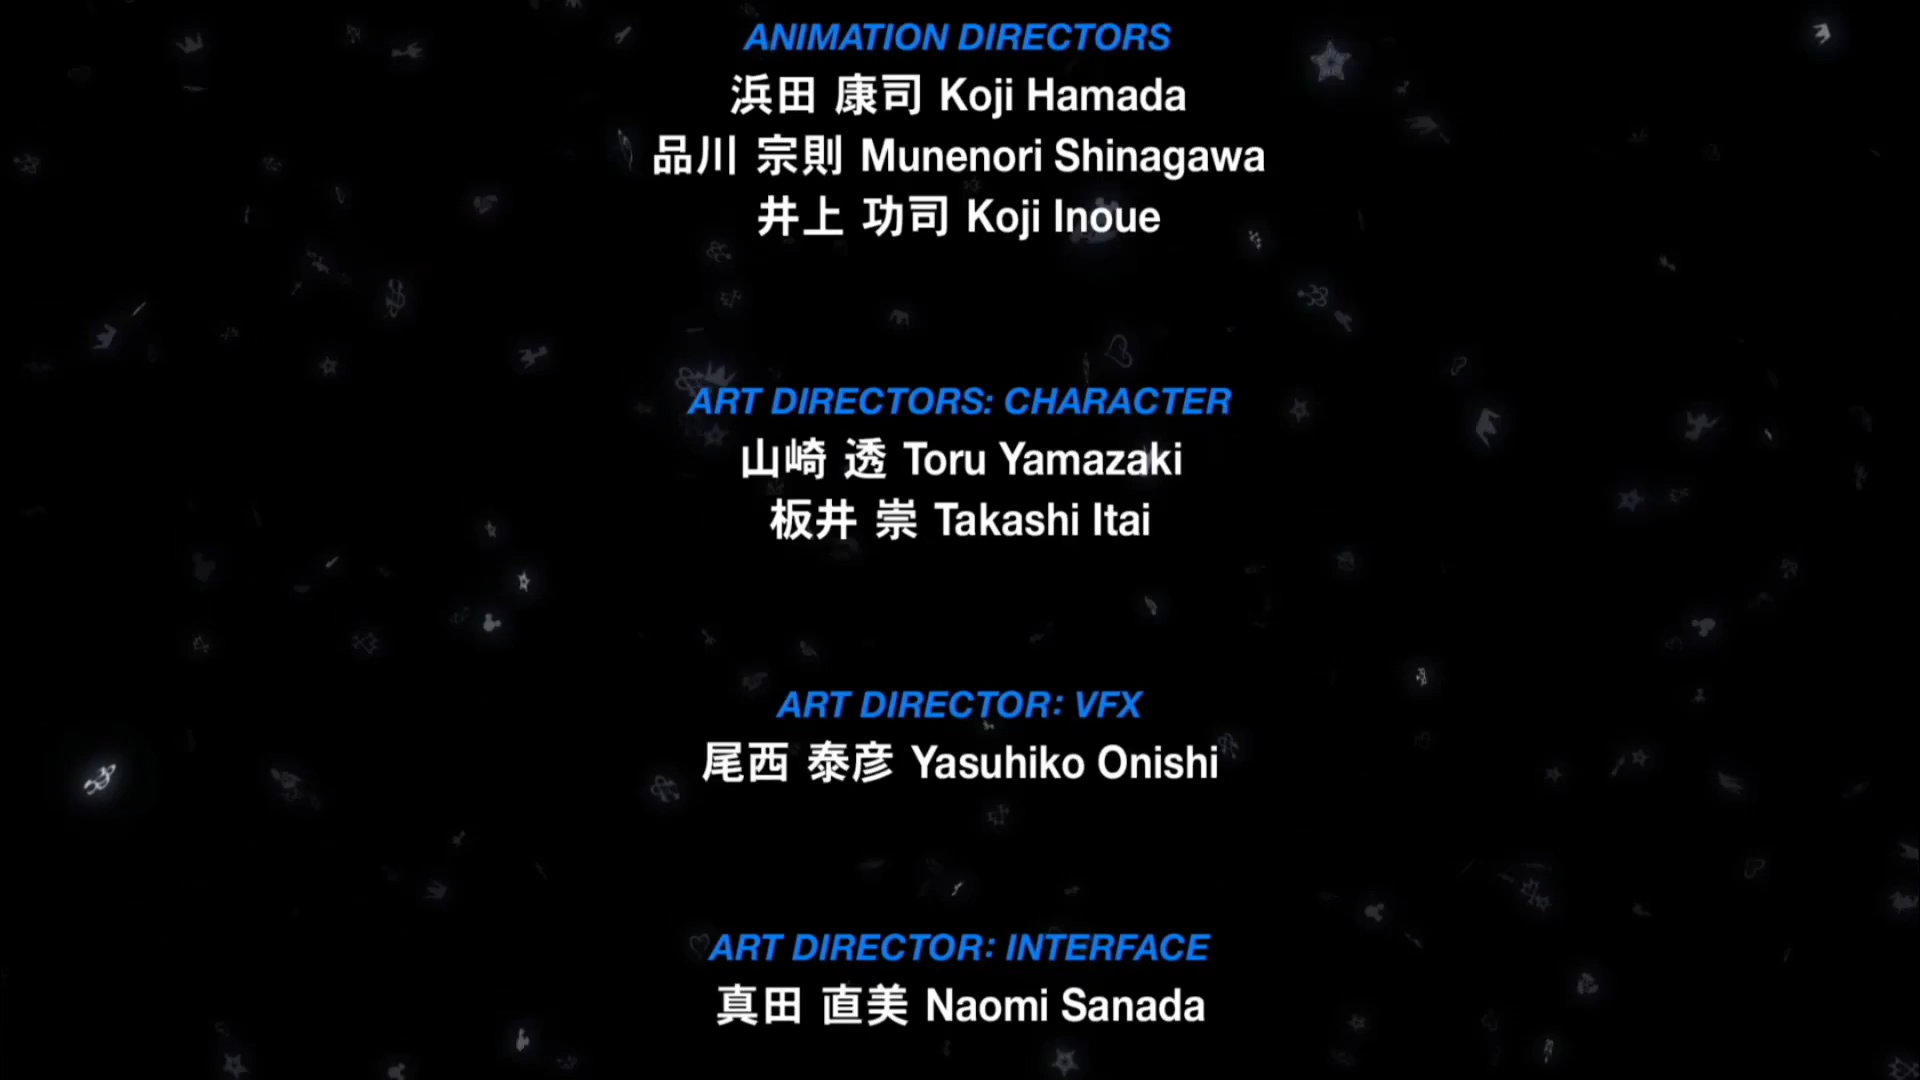 ANIMATION DIRECTORS
浜田 康司 Koji Hamada
品川 宗則 Munenori Shinagawa
井上 功司 Koji Inoue
ART DIRECTORS: CHARACTER
山崎 透 Toru Yamazaki
板井 崇 Takashi Itai
ART DIRECTOR: VFX
尾西 泰彦 Yasuhiko Onishi
ART DIRECTOR: INTERFACE
真田 直美 Naomi Sanada